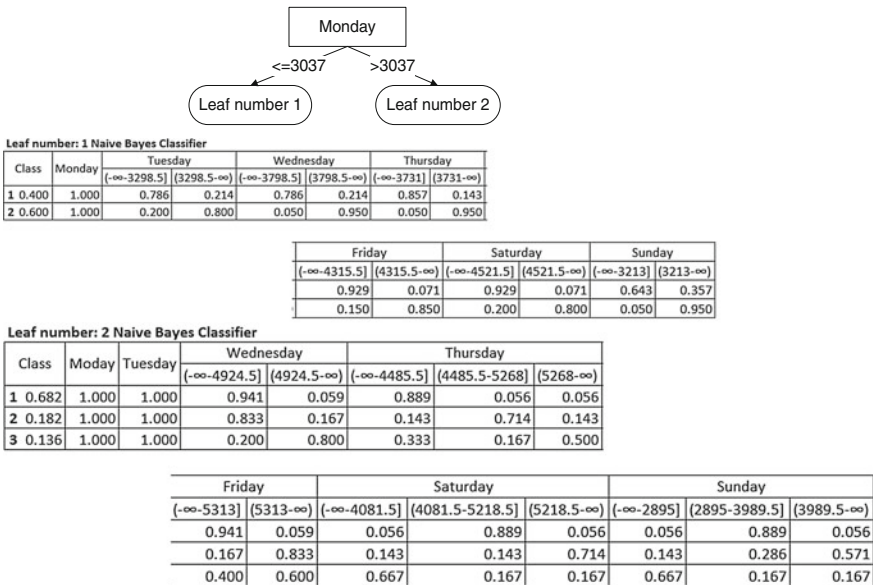 Monday
<=3037 >3037
Leaf number 1 Leaf number 2
Leaf number: 1 Naive Bayes Classifier
Class Monday Tuesday Wednesday Thursday
(-∞-3298.5] (3298.5-∞) (-∞-3798.5] (3798.5-∞) (-∞-3731] (3731-∞)
1 0.400 1.000 0.786 0.214 0.786 0.214 0.857 0.143
2 0.600 1.000 0.200 0.800 0.050 0.950 0.050 0.950
Friday Saturday Sunday
(-∞-4315.5] (4315.5-∞) (-∞-4521.5] (4521.5-∞) (-∞-3213] (3213-∞)
0.929 0.071 0.929 0.071 0.643 0.357
0.150 0.850 0.200 0.800 0.050 0.950
Leaf number: 2 Naive Bayes Classifier
Class Moday Tuesday Wednesday Thursday
(-∞-4924.5] (4924.5-∞) (-∞-4485.5] (4485.5-5268] (5268-∞)
1 0.682 1.000 1.000 0.941 0.059 0.889 0.056 0.056
2 0.182 1.000 1.000 0.833 0.167 0.143 0.714 0.143
3 0.136 1.000 1.000 0.200 0.800 0.333 0.167 0.500
Friday Saturday Sunday
(-∞-5313] (5313-∞) (-∞-4081.5] (4081.5-5218.5] (5218.5-∞) (-∞-2895] (2895-3989.5] (3989.5-∞)
0.941 0.059 0.056 0.889 0.056 0.056 0.889 0.056
0.167 0.833 0.143 0.143 0.714 0.143 0.286 0.571
0.400 0.600 0.667 0.167 0.167 0.667 0.167 0.167